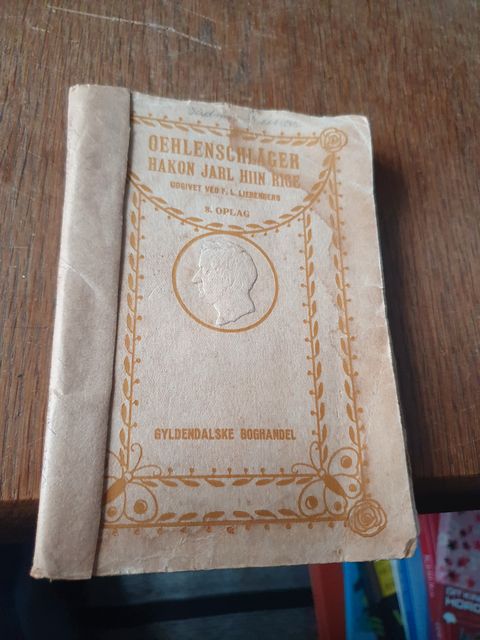 OEHLENSCHLÄGER
HAKON JARL HIIN RIGE
UDGIVET VED F. L. LIEBENBERG
8. OPLAG
GYLDENDALSKE BOGHANDEL